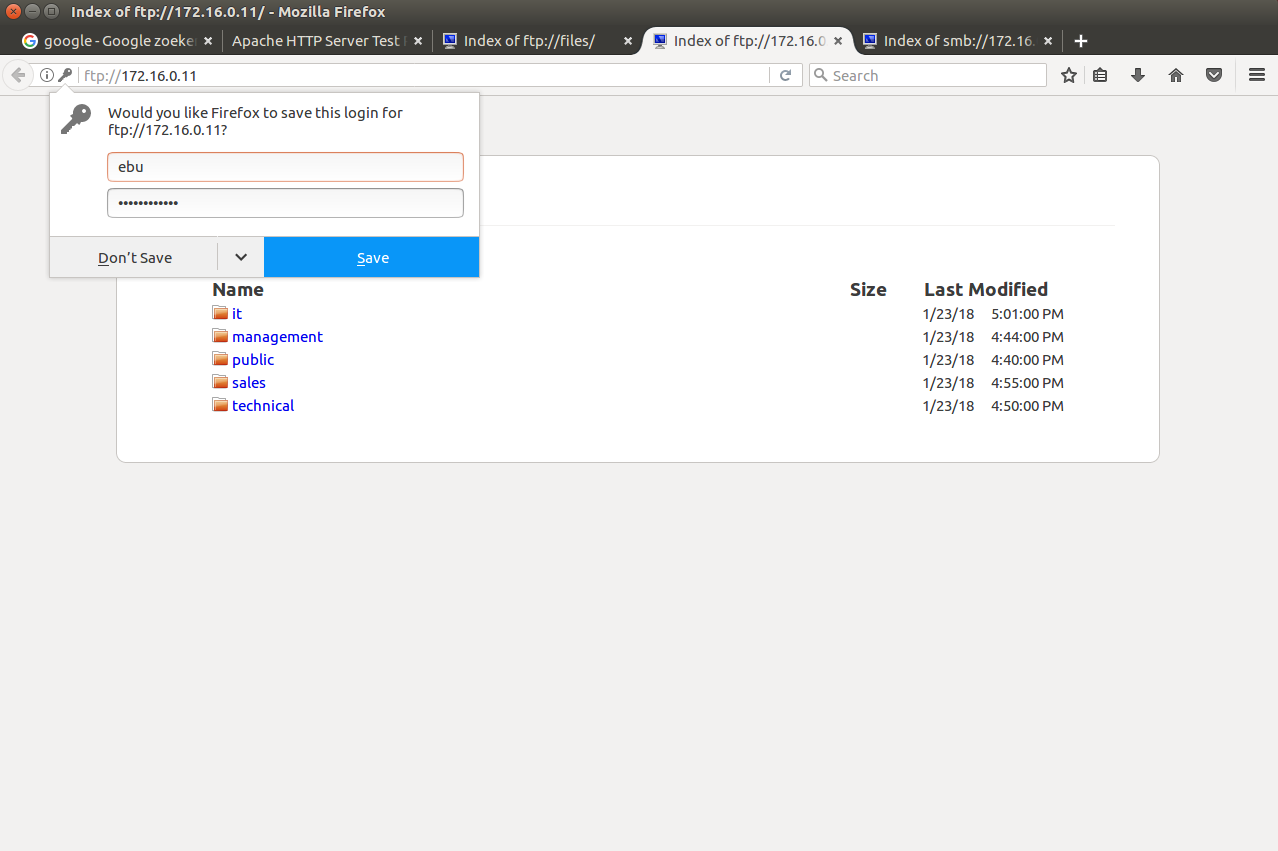 Index of ftp://172.16.0.11/ - Mozilla Firefox
google - Google zoeke
Apache HTTP Server Test
Index of ftp://files/
Index of ftp://172.16.0
Index of smb://172.16.
ftp://172.16.0.11
Search
Would you like Firefox to save this login for
ftp://172.16.0.11?
ebu
••••••••••••
Don't Save
Save
Name Size Last Modified
it 1/23/18 5:01:00 PM
management 1/23/18 4:44:00 PM
public 1/23/18 4:40:00 PM
sales 1/23/18 4:55:00 PM
technical 1/23/18 4:50:00 PM